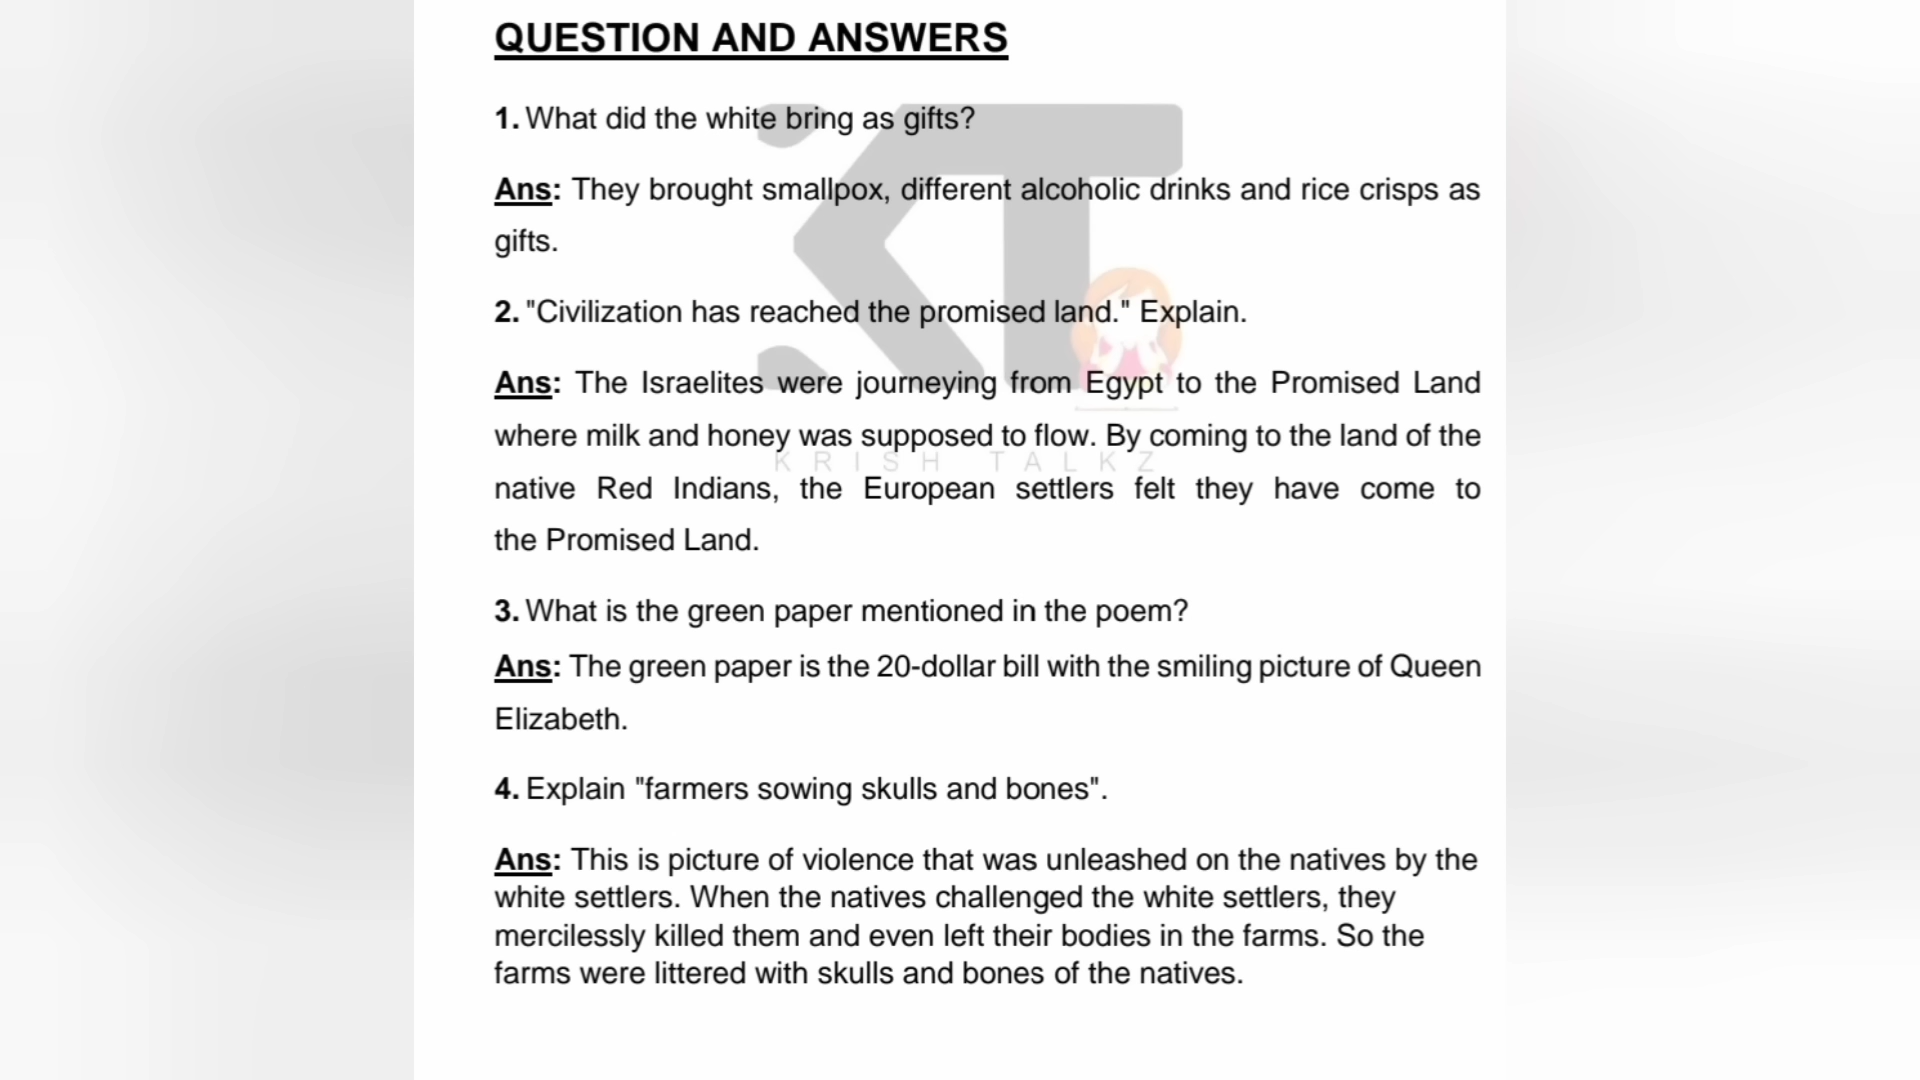 QUESTION AND ANSWERS
1. What did the white bring as gifts?
Ans: They brought smallpox, different alcoholic drinks and rice crisps as
gifts.
2. "Civilization has reached the promised land." Explain.
Ans: The Israelites were journeying from Egypt to the Promised Land
where milk and honey was supposed to flow. By coming to the land of the
KRISH TALKZ
native Red Indians, the European settlers felt they have come to
the Promised Land.
3. What is the green paper mentioned in the poem?
Ans: The green paper is the 20-dollar bill with the smiling picture of Queen
Elizabeth.
4. Explain "farmers sowing skulls and bones".
Ans: This is picture of violence that was unleashed on the natives by the
white settlers. When the natives challenged the white settlers, they
mercilessly killed them and even left their bodies in the farms. So the
farms were littered with skulls and bones of the natives.